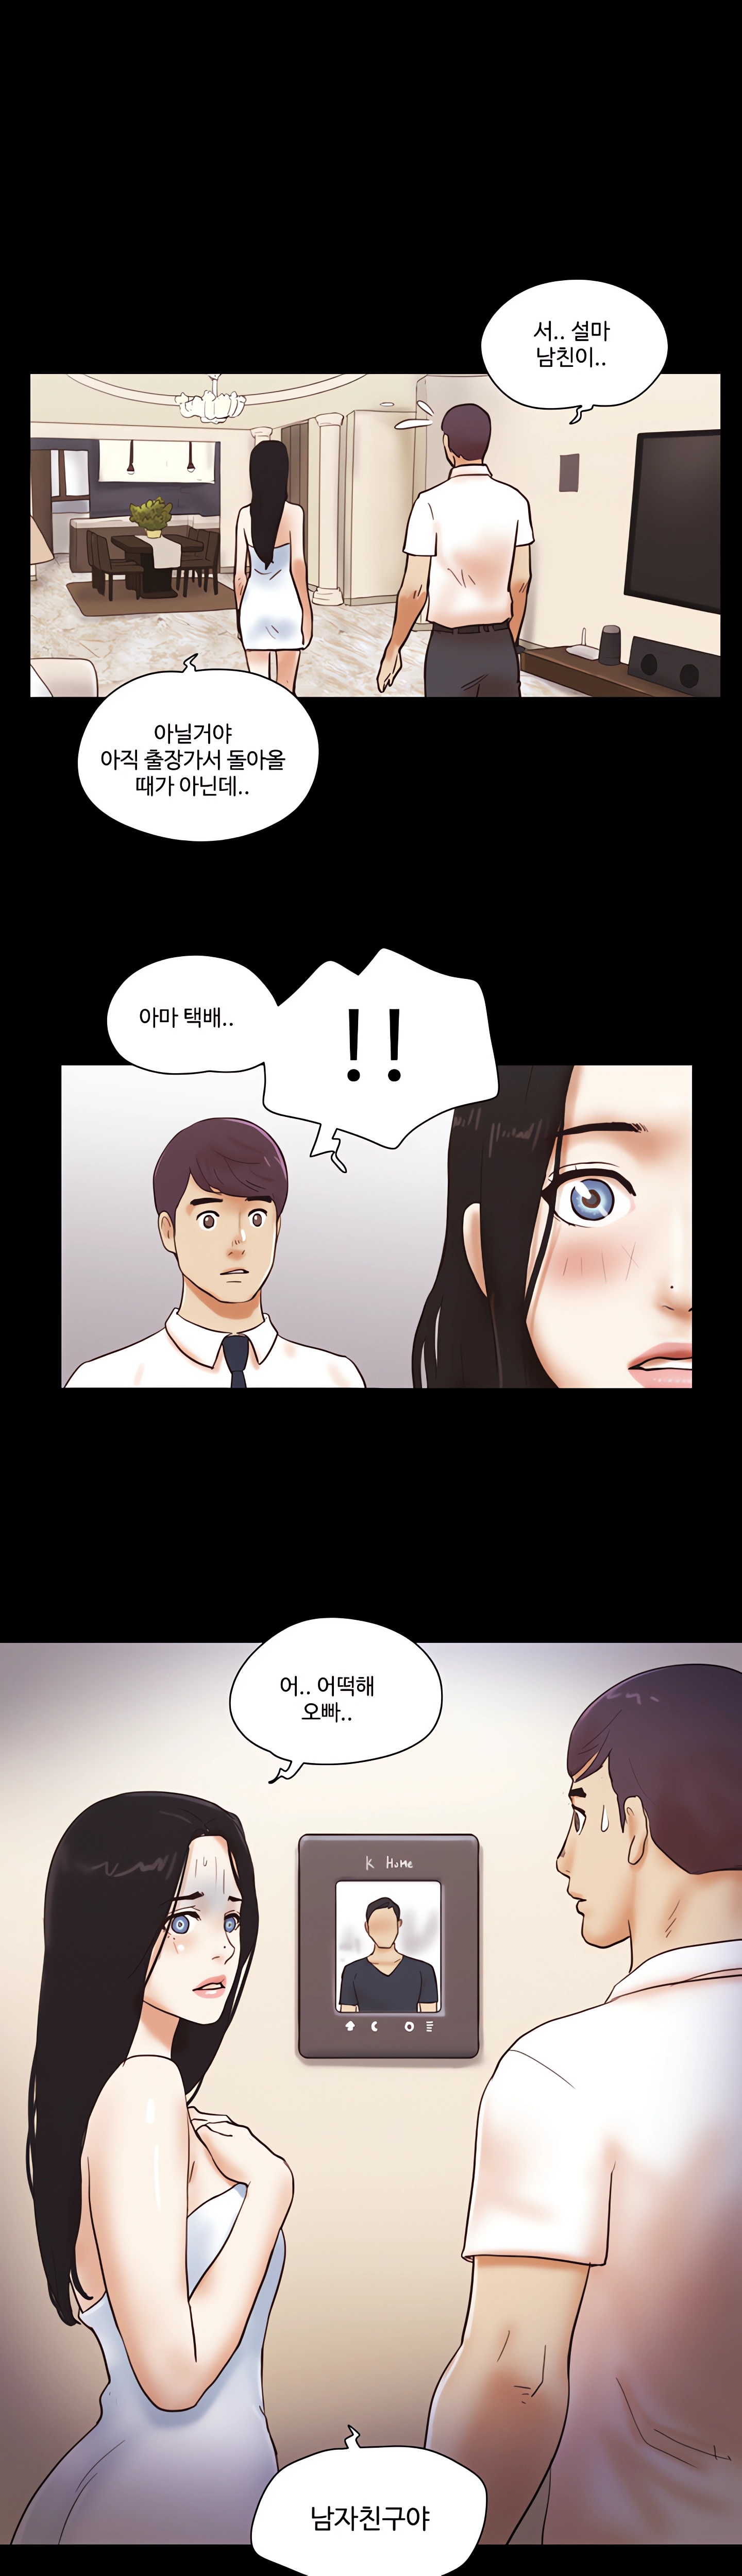 서.. 설마
남친이..
아닐거야
아직 출장가서 돌아올
때가 아닌데..
아마 택배..
!!
어.. 어떡해
오빠..
K Home
남자친구야